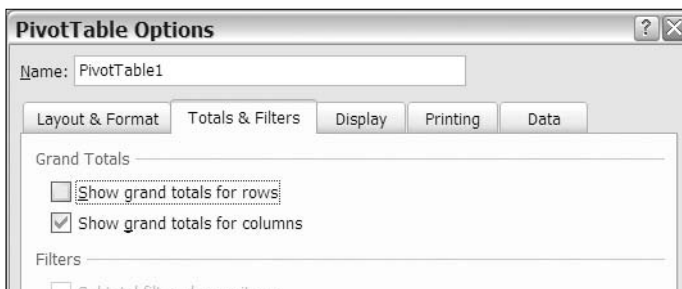 PivotTable Options
Name: PivotTable1
Layout & Format Totals & Filters Display Printing Data
Grand Totals
Show grand totals for rows
Show grand totals for columns
Filters